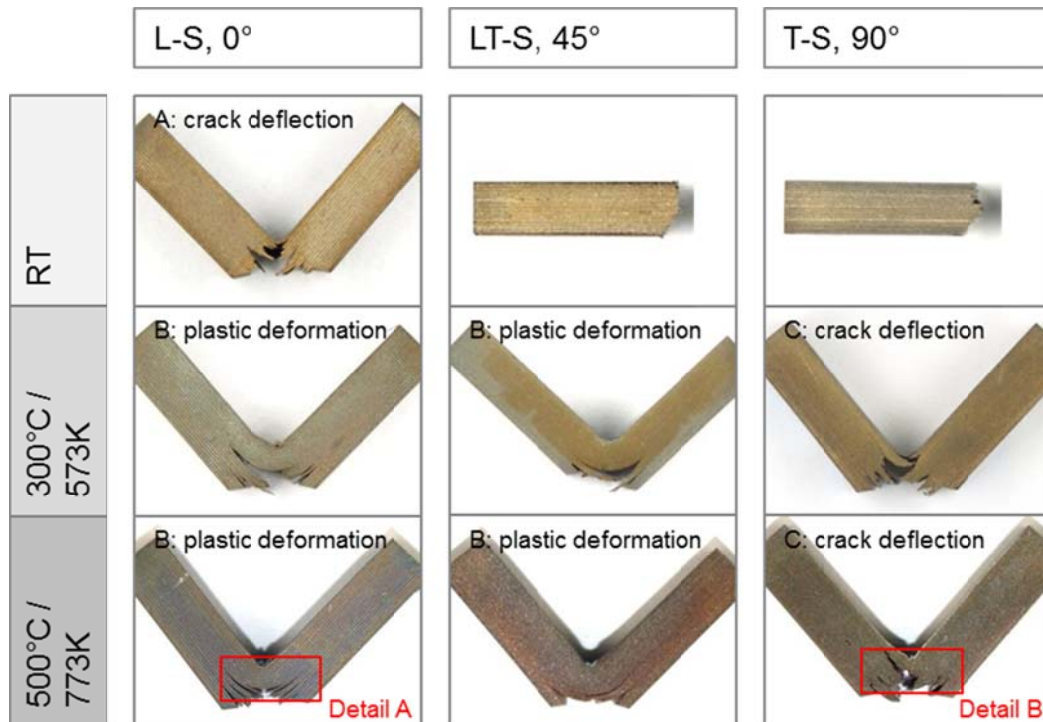 L-S, 0°
LT-S, 45°
T-S, 90°
RT
A: crack deflection
300°C /
573K
B: plastic deformation
B: plastic deformation
C: crack deflection
500°C /
773K
B: plastic deformation
B: plastic deformation
C: crack deflection
Detail A
Detail B